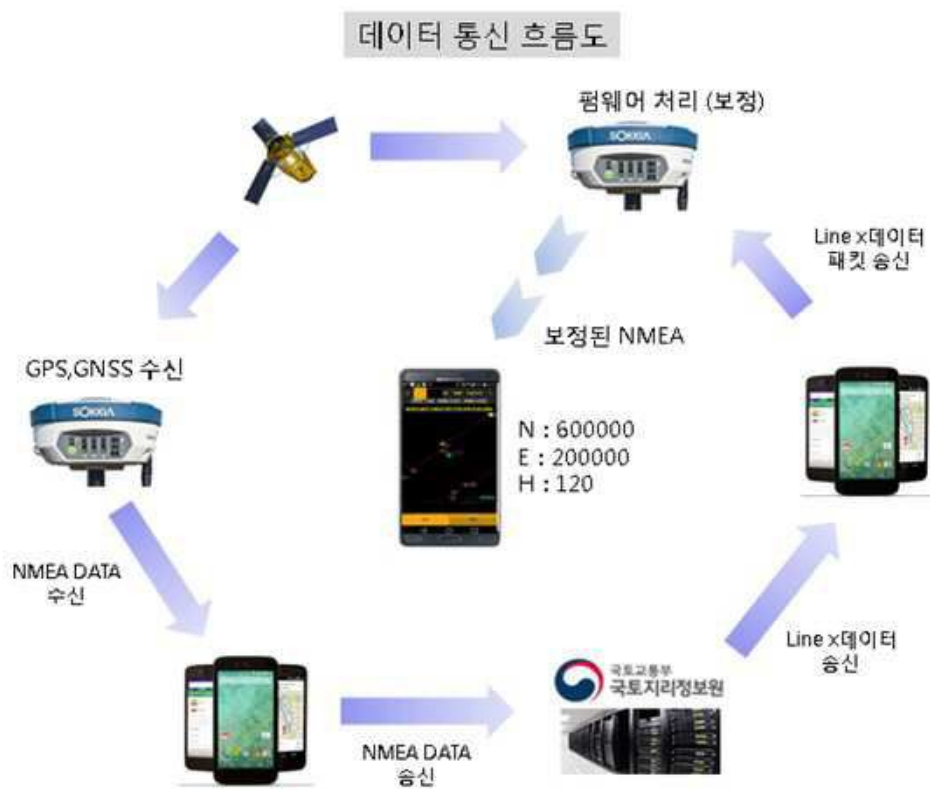 데이터 통신 흐름도
펌웨어 처리 (보정)
SOKKIA
Line x데이터
패킷 송신
GPS,GNSS 수신
SOKKIA
보정된 NMEA
N : 600000
E : 200000
H : 120
NMEA DATA
수신
Line x데이터
송신
국토교통부
국토지리정보원
NMEA DATA
송신